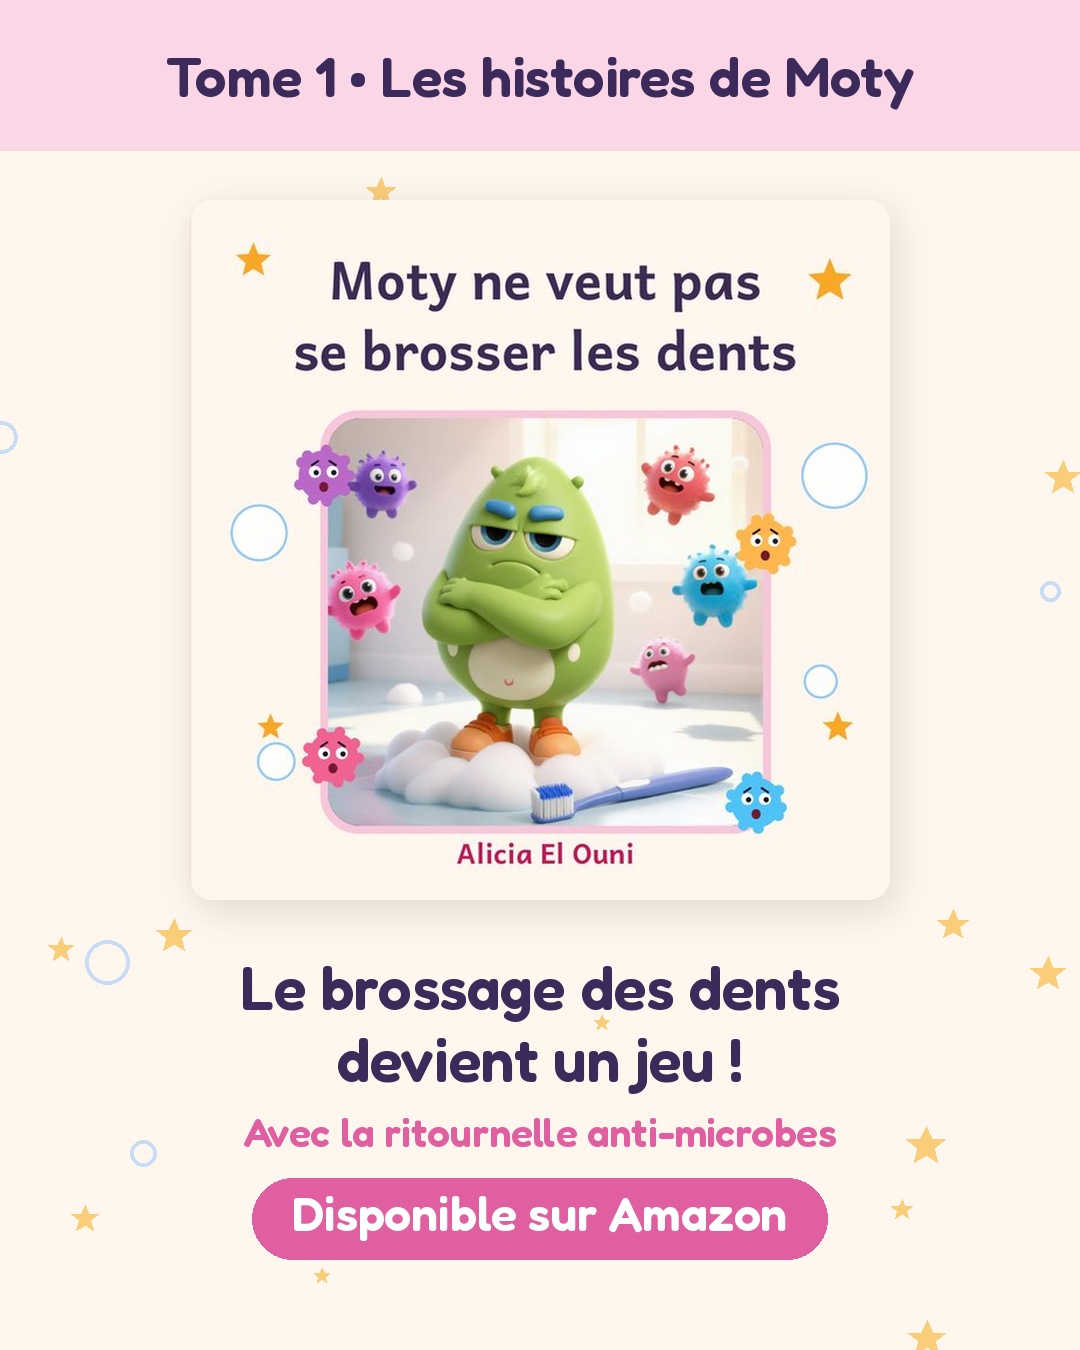 Tome 1 • Les histoires de Moty
Moty ne veut pas
se brosser les dents
Alicia El Ouni
Le brossage des dents
devient un jeu !
Avec la ritournelle anti-microbes
Disponible sur Amazon